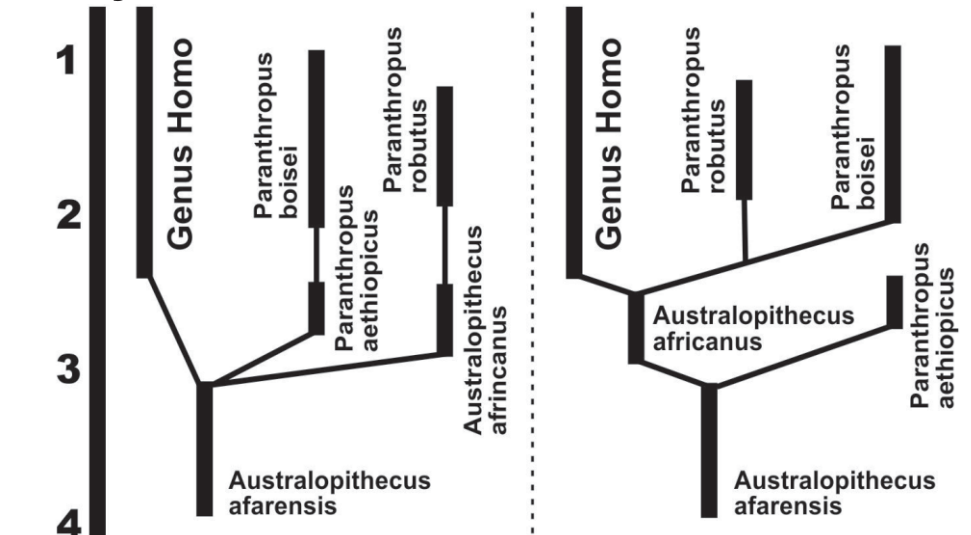 1
2
3
4
Genus Homo
Paranthropus
boisei
Paranthropus
aethiopicus
Paranthropus
robutus
Australopithecus
afrincanus
Australopithecus
afarensis
Genus Homo
Paranthropus
robutus
Paranthropus
boisei
Australopithecus
africanus
Paranthropus
aethiopicus
Australopithecus
afarensis